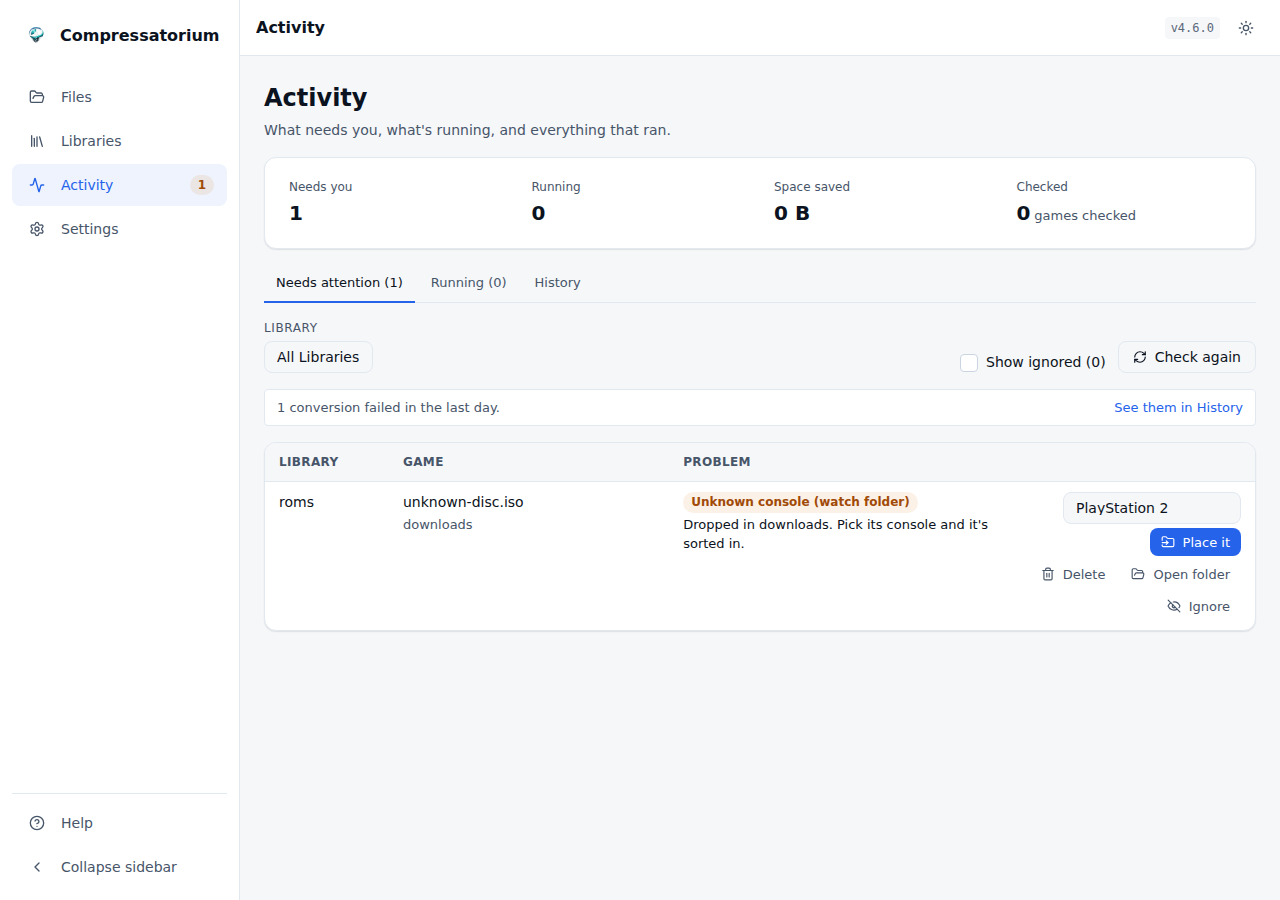 Compressatorium
Activity
v4.6.0
Files
Libraries
Activity
1
Settings
Activity
What needs you, what's running, and everything that ran.
Needs you
Running
Space saved
Checked
1
0
0 B
0 games checked
Needs attention (1)
Running (0)
History
LIBRARY
All Libraries
Show ignored (0)
Check again
1 conversion failed in the last day.
See them in History
LIBRARY
GAME
PROBLEM
roms
unknown-disc.iso
downloads
Unknown console (watch folder)
Dropped in downloads. Pick its console and it's
sorted in.
PlayStation 2
Place it
Delete
Open folder
Ignore
Help
Collapse sidebar